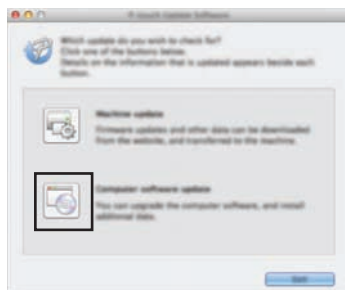 P-touch Update Software
Which update do you wish to check for?
Click one of the buttons below.
Details on the information that is updated appears beside each
button.
Machine update
Firmware updates and other data can be downloaded
from the website, and transferred to the machine.
Computer software update
You can upgrade the computer software, and install
additional data.